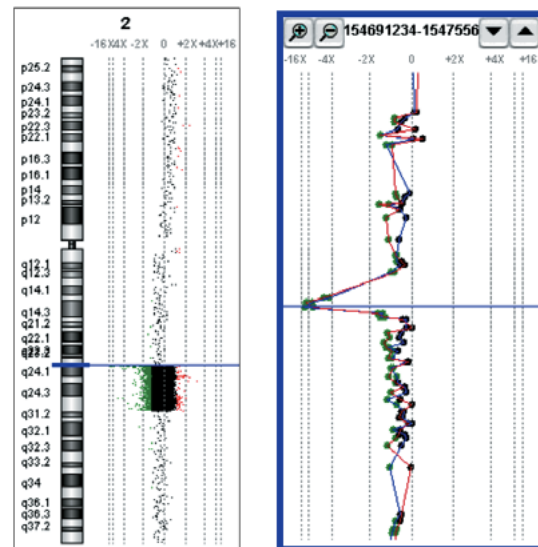 2
-16X4X -2X 0 +2X+4X+16
p25.2
p24.3
p24.1
p23.2
p22.3
p22.1
p16.3
p16.1
p14
p13.2
p12
q12.1
q12.3
q14.1
q14.3
q21.2
q22.1
q24.1
q24.3
q31.2
q32.1
q32.3
q33.2
q34
q36.1
q36.3
q37.2
154691234-1547556
-16X -4X -2X 0 +2X +4X +16